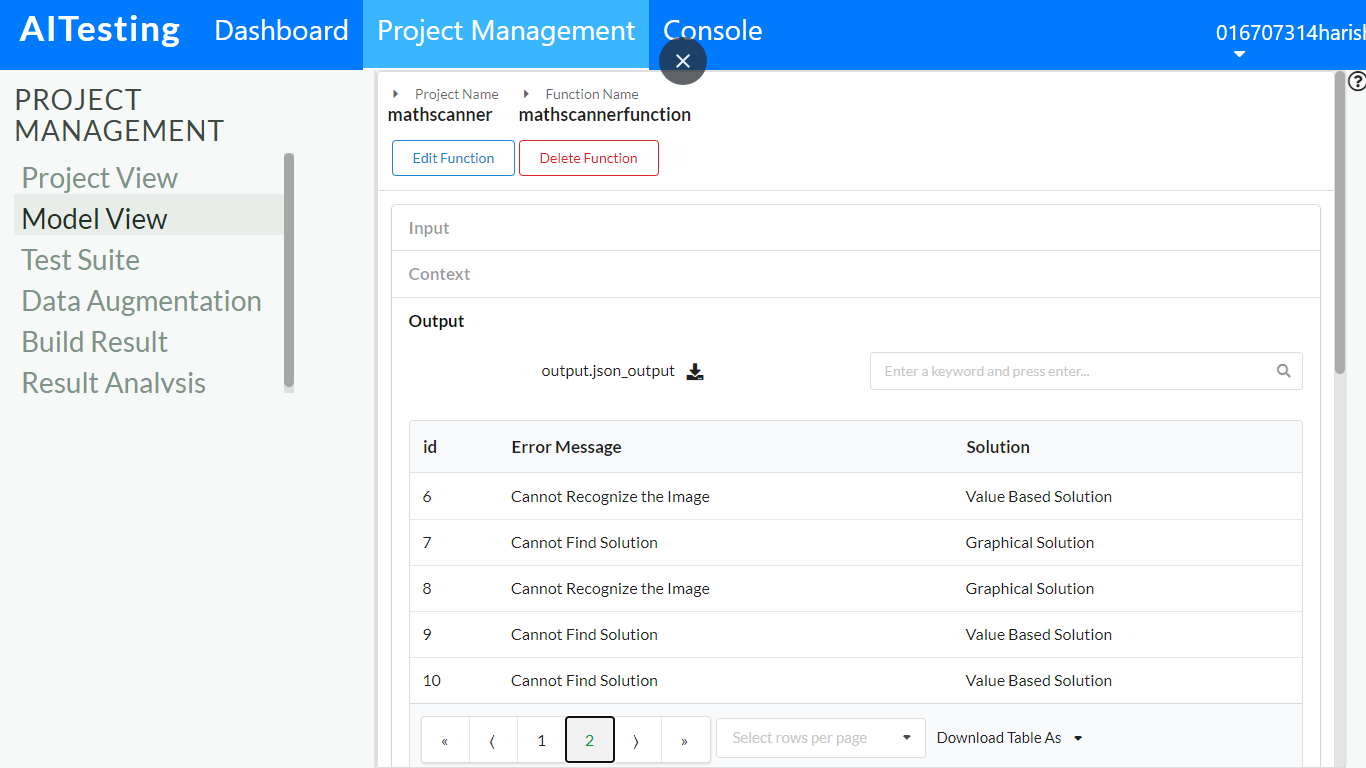 AITesting Dashboard Project Management Console 016707314harish
PROJECT
MANAGEMENT
Project View
Model View
Test Suite
Data Augmentation
Build Result
Result Analysis
Project Name Function Name
mathscanner mathscannerfunction
Edit Function Delete Function
Input
Context
Output
output.json_output Enter a keyword and press enter...
id Error Message Solution
6 Cannot Recognize the Image Value Based Solution
7 Cannot Find Solution Graphical Solution
8 Cannot Recognize the Image Graphical Solution
9 Cannot Find Solution Value Based Solution
10 Cannot Find Solution Value Based Solution
« ⟨ 1 2 ⟩ » Select rows per page Download Table As